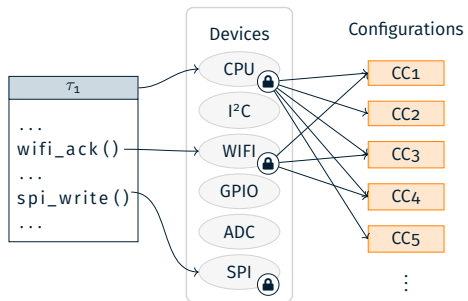 Devices
Configurations
τ1
...
wifi_ack()
...
spi_write()
...
CPU
I²C
WIFI
GPIO
ADC
SPI
CC1
CC2
CC3
CC4
CC5
⋮